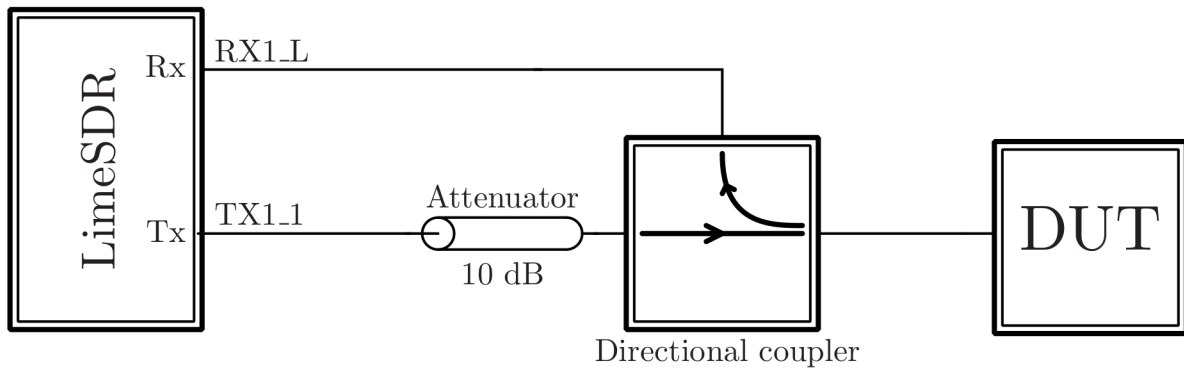 LimeSDR
Rx
RX1_L
Tx
TX1_1
Attenuator
10 dB
Directional coupler
DUT